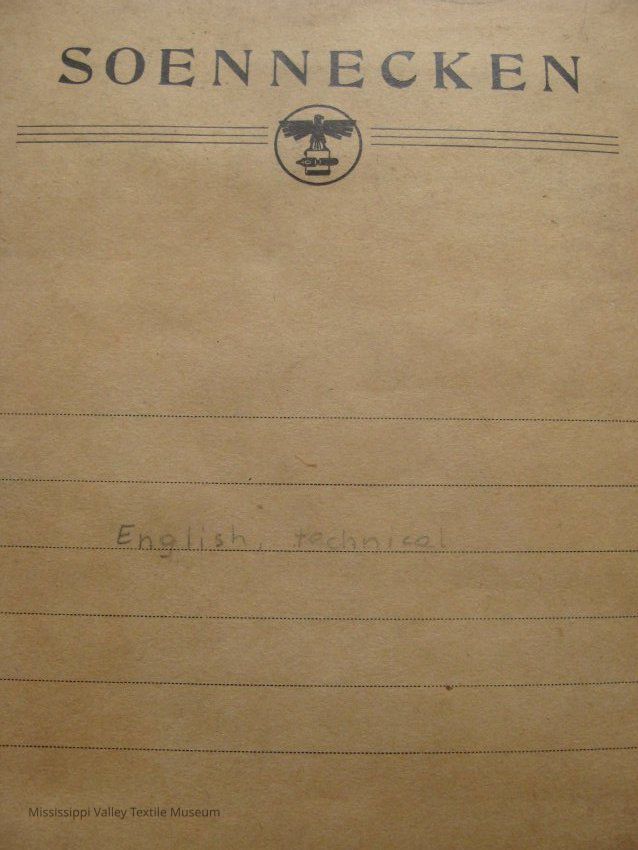 SOENNECKEN
English, technical
Mississippi Valley Textile Museum